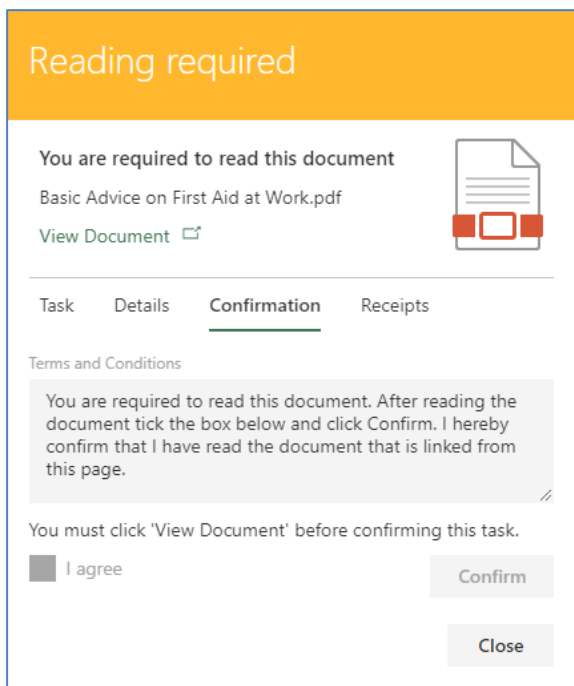 Reading required
You are required to read this document
Basic Advice on First Aid at Work.pdf
View Document
Task Details Confirmation Receipts
Terms and Conditions
You are required to read this document. After reading the
document tick the box below and click Confirm. I hereby
confirm that I have read the document that is linked from
this page.
You must click 'View Document' before confirming this task.
I agree
Confirm
Close